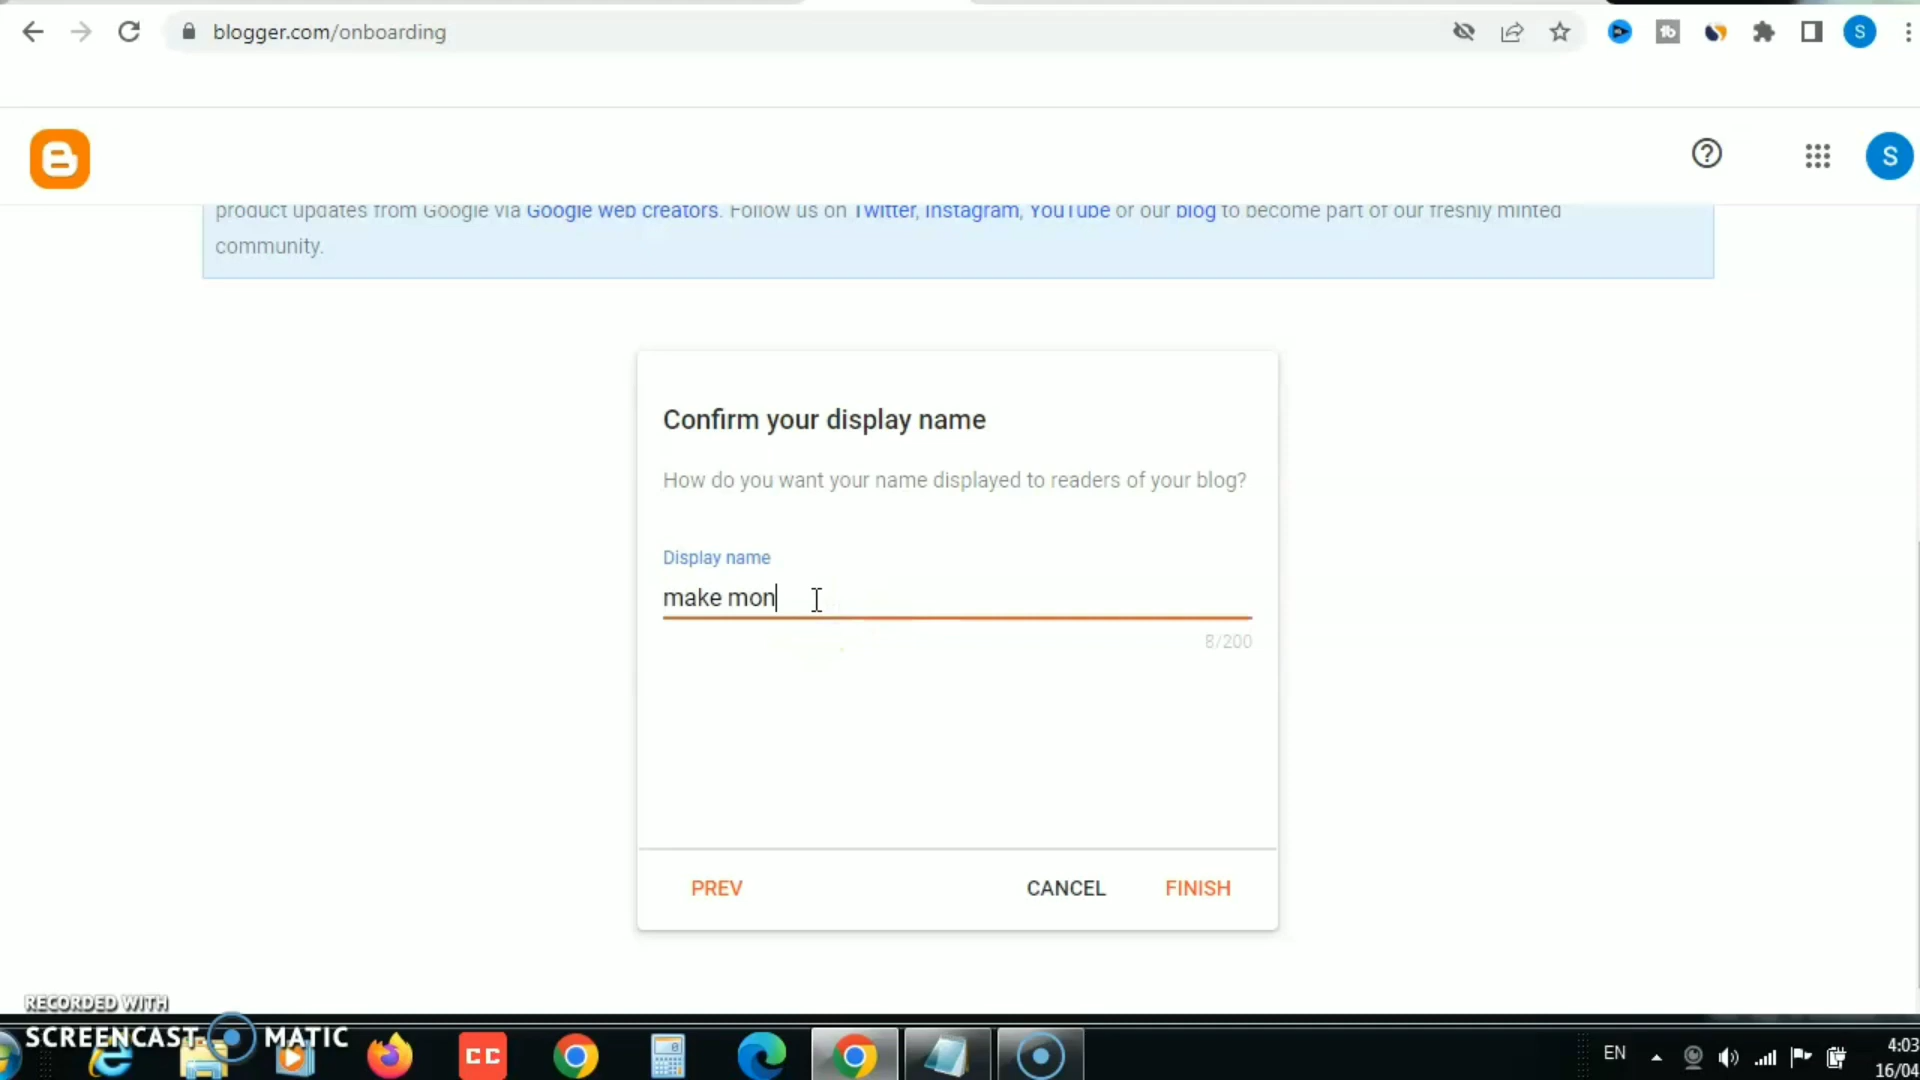 blogger.com/onboarding
tb
S
S
product updates from Google via Google web creators. Follow us on Twitter, Instagram, YouTube or our blog to become part of our freshly minted
community.
Confirm your display name
How do you want your name displayed to readers of your blog?
Display name
make mon
8/200
PREV
CANCEL
FINISH
RECORDED WITH
SCREENCAST MATIC
CC
EN
4:03
16/04